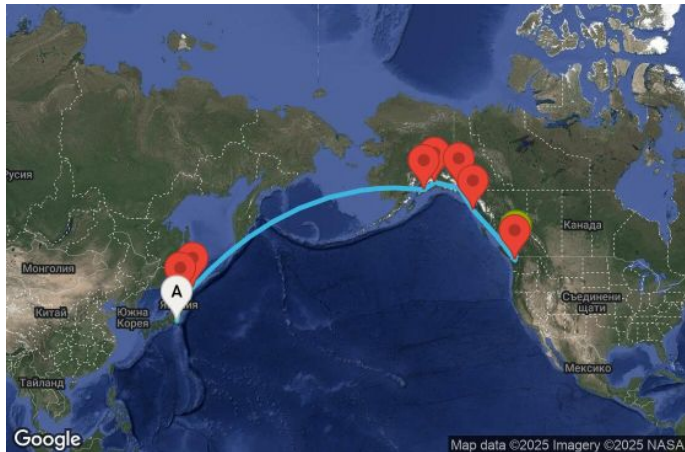 Русия
Канада
Монголия
A
Япония
Съединени
щати
Китай
Южна
Корея
Мексико
Тайланд
Google
Map data ©2025 Imagery ©2025 NASA